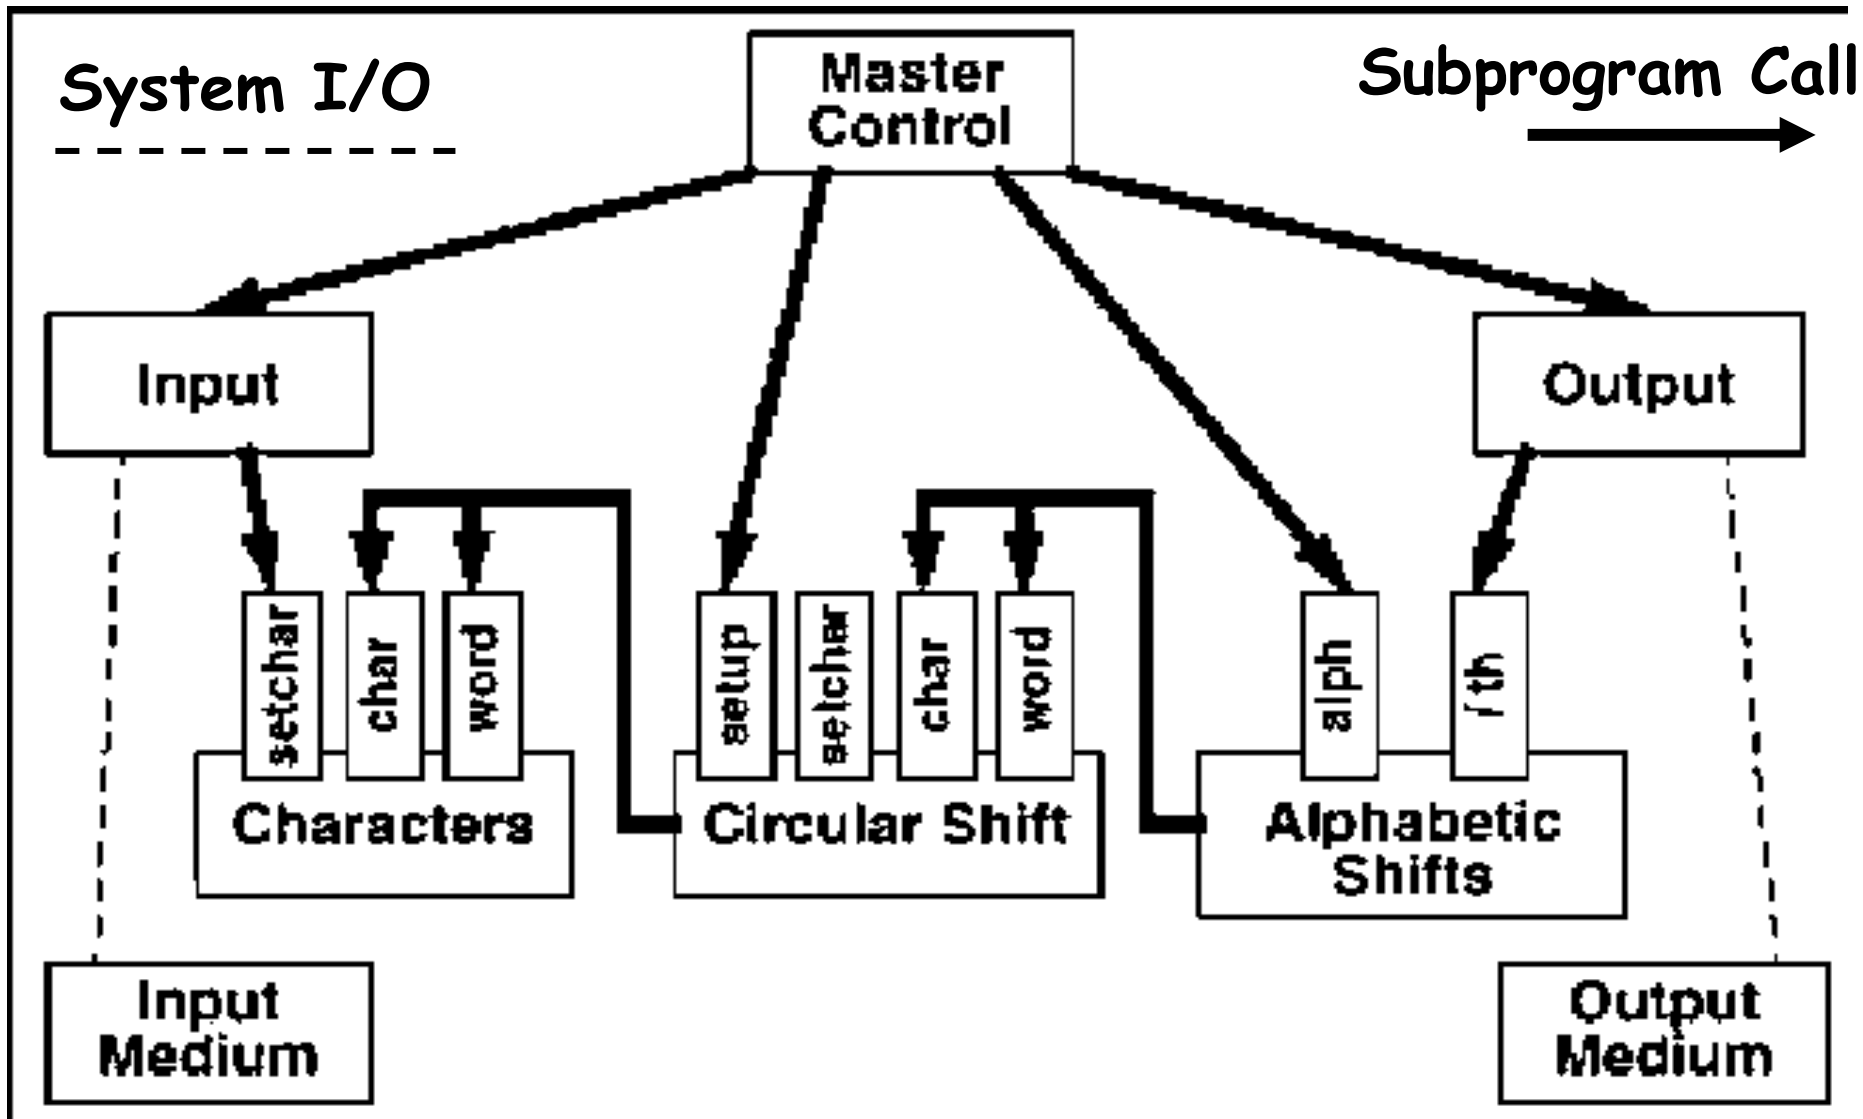 System I/O
Master
Control
Subprogram Call
Input
Output
setchar
char
word
setup
setchar
char
word
alph
Characters
Circular Shift
Alphabetic
Shifts
Input
Medium
Output
Medium